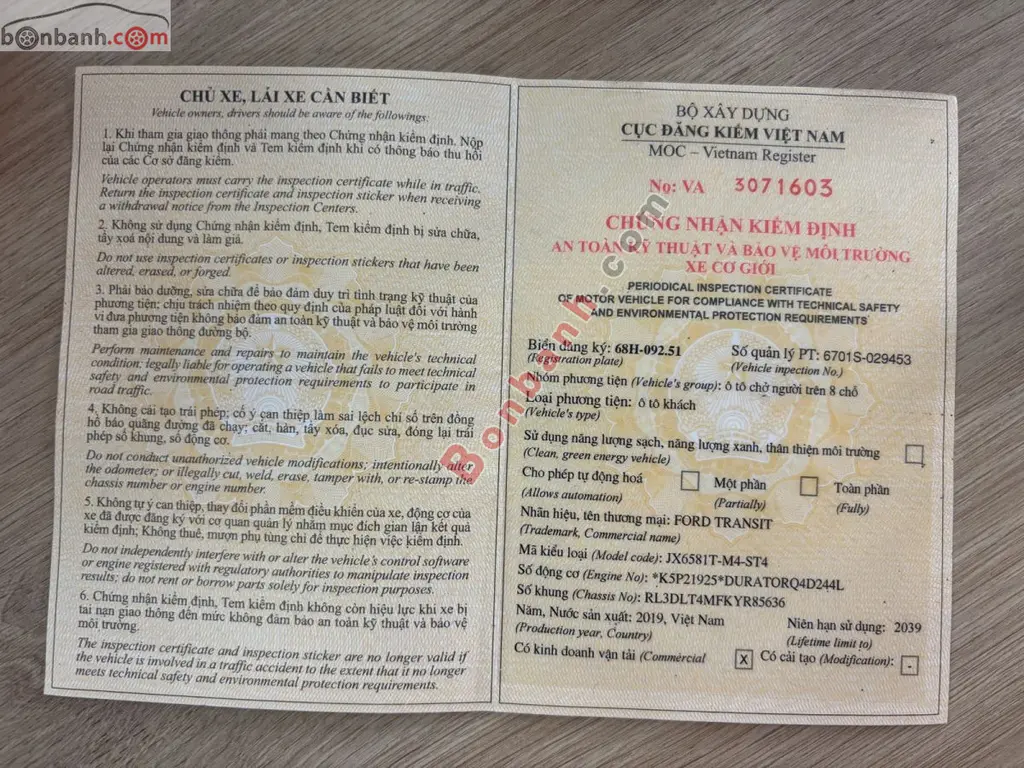 bonbanh.com
CHỦ XE, LÁI XE CẦN BIẾT
Vehicle owners, drivers should be aware of the followings:
1. Khi tham gia giao thông phải mang theo Chứng nhận kiểm định. Nộp
lại Chứng nhận kiểm định và Tem kiểm định khi có thông báo thu hồi
của các Cơ sở đăng kiểm.
Vehicle operators must carry the inspection certificate while in traffic.
Return the inspection certificate and inspection sticker when receiving
a withdrawal notice from the Inspection Centers.
2. Không sử dụng Chứng nhận kiểm định, Tem kiểm định bị sửa chữa,
tẩy xoá nội dung và làm giả.
Do not use inspection certificates or inspection stickers that have been
altered, erased, or forged.
3. Phải bảo dưỡng, sửa chữa để bảo đảm duy trì tình trạng kỹ thuật của
phương tiện; chịu trách nhiệm theo quy định của pháp luật đối với hành
vi đưa phương tiện không bảo đảm an toàn kỹ thuật và bảo vệ môi trường
tham gia giao thông đường bộ.
Perform maintenance and repairs to maintain the vehicle's technical
condition; legally liable for operating a vehicle that fails to meet technical
safety and environmental protection requirements to participate in
road traffic.
4. Không cải tạo trái phép; cố ý can thiệp làm sai lệch chỉ số trên đồng
hồ báo quãng đường đã chạy; cắt, hàn, tẩy xóa, đục sửa, đóng lại trái
phép số khung, số động cơ.
Do not conduct unauthorized vehicle modifications; intentionally alter
the odometer; or illegally cut, weld, erase, tamper with, or re-stamp the
chassis number or engine number.
5. Không tự ý can thiệp, thay đổi phần mềm điều khiển của xe, động cơ của
xe đã được đăng ký với cơ quan quản lý nhằm mục đích gian lận kết quả
kiểm định; Không thuê, mượn phụ tùng chỉ để thực hiện việc kiểm định.
Do not independently interfere with or alter the vehicle's control software
or engine registered with regulatory authorities to manipulate inspection
results; do not rent or borrow parts solely for inspection purposes.
6. Chứng nhận kiểm định, Tem kiểm định không còn hiệu lực khi xe bị
tai nạn giao thông đến mức không đảm bảo an toàn kỹ thuật và bảo vệ
môi trường.
The inspection certificate and inspection sticker are no longer valid if
the vehicle is involved in a traffic accident to the extent that it no longer
meets technical safety and environmental protection requirements.
BỘ XÂY DỰNG
CỤC ĐĂNG KIỂM VIỆT NAM
MOC – Vietnam Register
No: VA 3071603
CHỨNG NHẬN KIỂM ĐỊNH
AN TOÀN KỸ THUẬT VÀ BẢO VỆ MÔI TRƯỜNG
XE CƠ GIỚI
PERIODICAL INSPECTION CERTIFICATE
OF MOTOR VEHICLE FOR COMPLIANCE WITH TECHNICAL SAFETY
AND ENVIRONMENTAL PROTECTION REQUIREMENTS
Biển đăng ký: 68H-092.51 Số quản lý PT: 6701S-029453
(Registration plate) (Vehicle inspection No.)
Nhóm phương tiện (Vehicle's group): ô tô chở người trên 8 chỗ
Loại phương tiện: ô tô khách
(Vehicle's type)
Sử dụng năng lượng sạch, năng lượng xanh, thân thiện môi trường
(Clean, green energy vehicle)
Cho phép tự động hoá Một phần Toàn phần
(Allows automation) (Partially) (Fully)
Nhãn hiệu, tên thương mại: FORD TRANSIT
(Trademark, Commercial name)
Mã kiểu loại (Model code): JX6581T-M4-ST4
Số động cơ (Engine No): *K5P21925*DURATORQ4D244L
Số khung (Chassis No): RL3DLT4MFKYR85636
Năm, Nước sản xuất: 2019, Việt Nam Niên hạn sử dụng: 2039
(Production year, Country) (Lifetime limit to)
Có kinh doanh vận tải (Commercial X Có cải tạo (Modification): -
Bonbanh.com